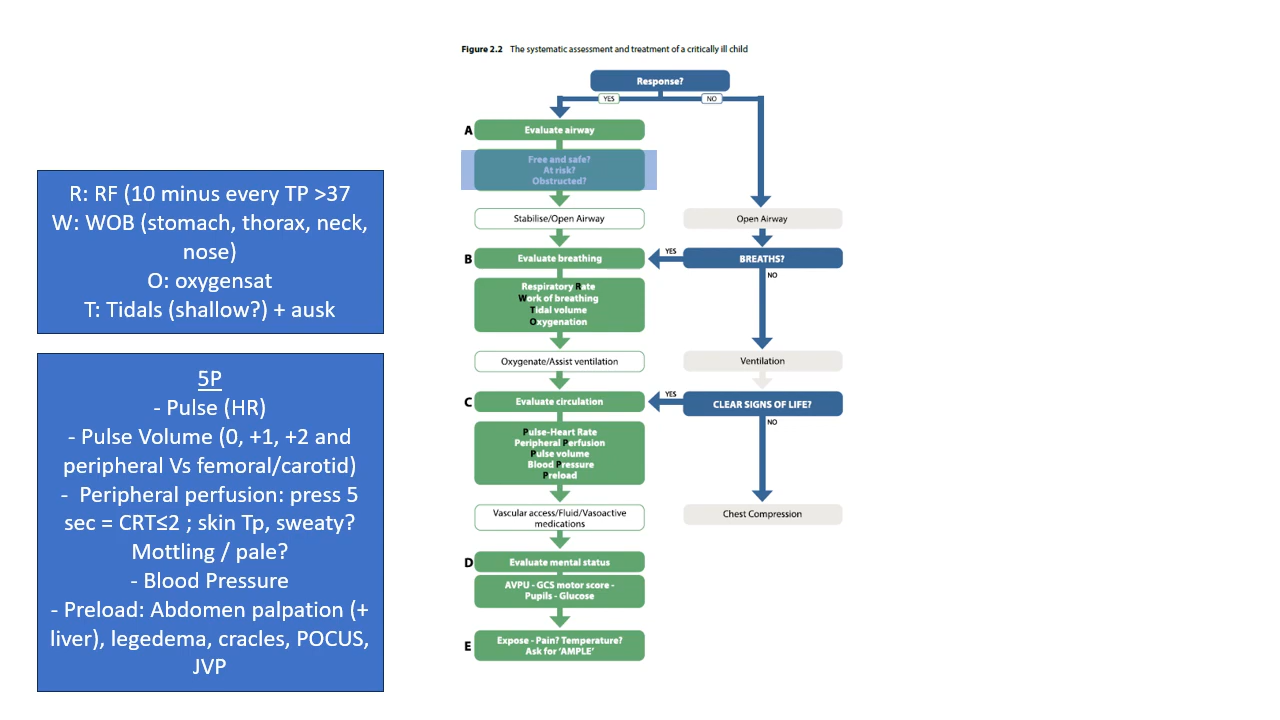 Figure 2.2 The systematic assessment and treatment of a critically ill child
Response?
YES
NO
A
Evaluate airway
Free and safe?
At risk?
Obstructed?
Stabilise/Open Airway
Open Airway
B
Evaluate breathing
YES
BREATHS?
NO
Respiratory Rate
Work of breathing
Tidal volume
Oxygenation
Oxygenate/Assist ventilation
Ventilation
C
Evaluate circulation
YES
CLEAR SIGNS OF LIFE?
NO
Pulse-Heart Rate
Peripheral Perfusion
Pulse volume
Blood Pressure
Preload
Vascular access/Fluid/Vasoactive
medications
Chest Compression
D
Evaluate mental status
AVPU - GCS motor score -
Pupils - Glucose
E
Expose - Pain? Temperature?
Ask for ‘AMPLE’
R: RF (10 minus every TP >37
W: WOB (stomach, thorax, neck,
nose)
O: oxygensat
T: Tidals (shallow?) + ausk
5P
- Pulse (HR)
- Pulse Volume (0, +1, +2 and
peripheral Vs femoral/carotid)
- Peripheral perfusion: press 5
sec = CRT≤2 ; skin Tp, sweaty?
Mottling / pale?
- Blood Pressure
- Preload: Abdomen palpation (+
liver), legedema, cracles, POCUS,
JVP